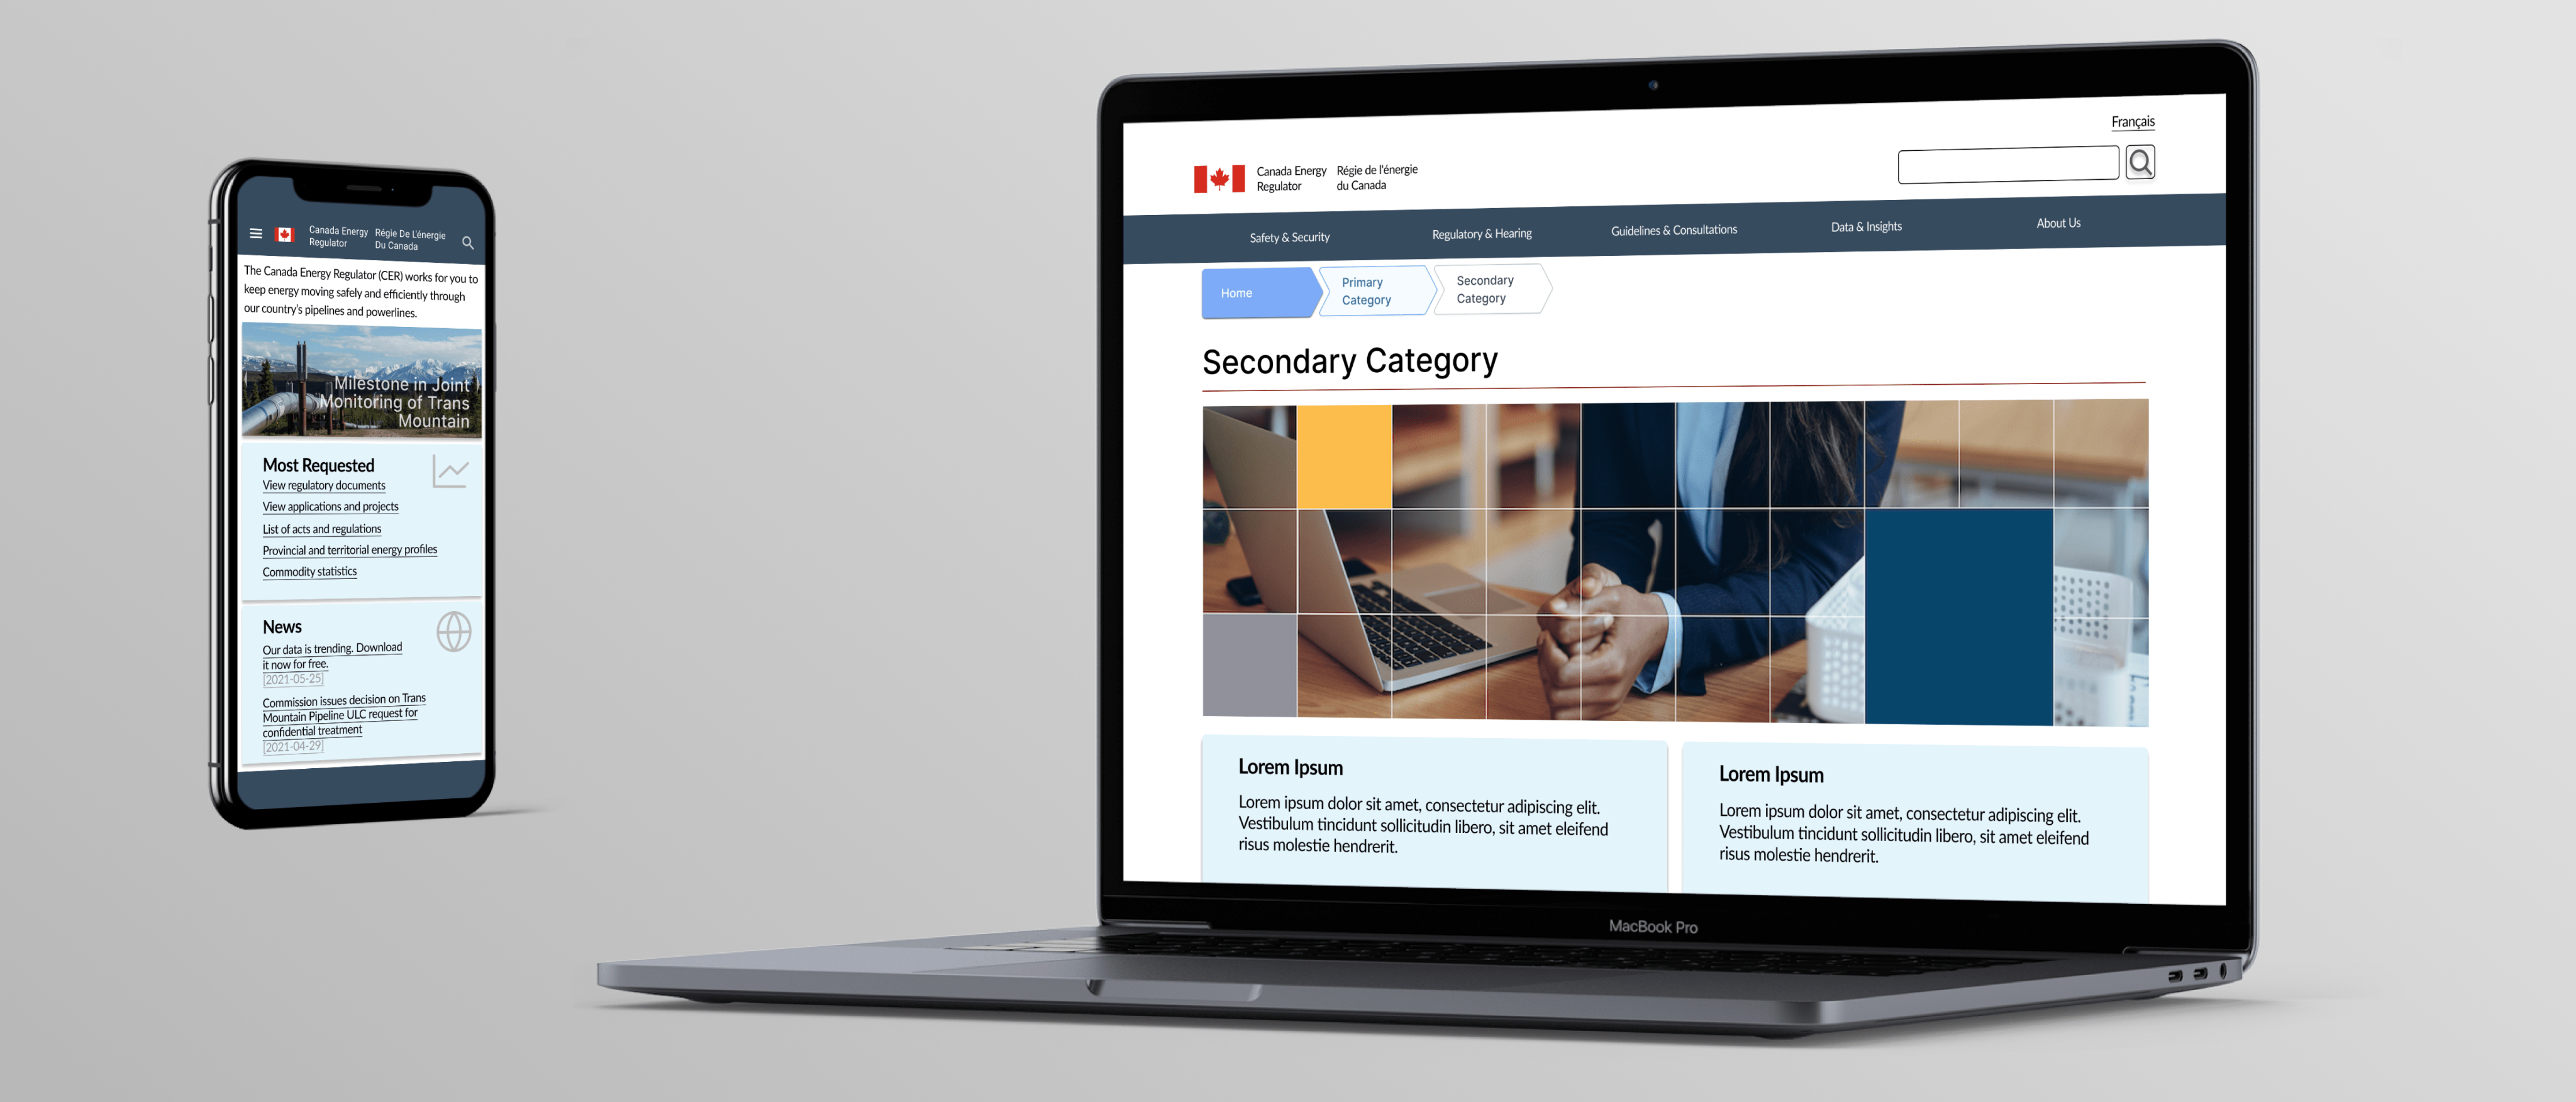 Canada Energy
Regulator
Régie De L'énergie
Du Canada
The Canada Energy Regulator (CER) works for you to
keep energy moving safely and efficiently through
our country's pipelines and powerlines.
Milestone in Joint
Monitoring of Trans
Mountain
Most Requested
View regulatory documents
View applications and projects
List of acts and regulations
Provincial and territorial energy profiles
Commodity statistics
News
Our data is trending. Download
it now for free.
[2021-05-25]
Commission issues decision on Trans
Mountain Pipeline ULC request for
confidential treatment
[2021-04-29]
Français
Canada Energy
Regulator
Régie de l'énergie
du Canada
Safety & Security
Regulatory & Hearing
Guidelines & Consultations
Data & Insights
About Us
Home
Primary
Category
Secondary
Category
Secondary Category
Lorem Ipsum
Lorem ipsum dolor sit amet, consectetur adipiscing elit.
Vestibulum tincidunt sollicitudin libero, sit amet eleifend
risus molestie hendrerit.
Lorem Ipsum
Lorem ipsum dolor sit amet, consectetur adipiscing elit.
Vestibulum tincidunt sollicitudin libero, sit amet eleifend
risus molestie hendrerit.
MacBook Pro